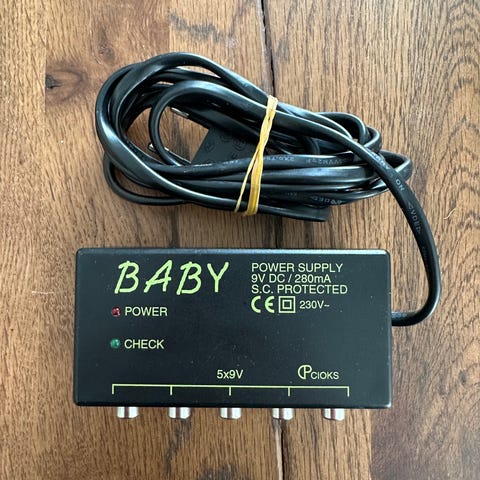 BABY
POWER SUPPLY
9V DC / 280mA
S.C. PROTECTED
CE 230V~
POWER
CHECK
5x9V
CIOKS